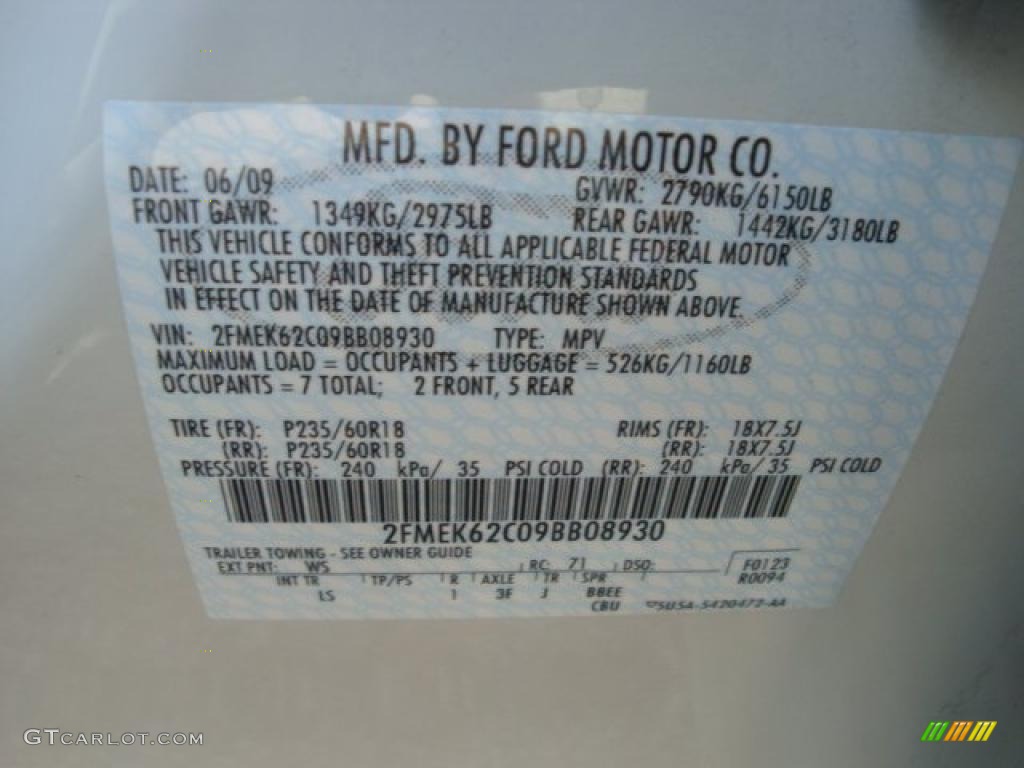 MFD. BY FORD MOTOR CO.
DATE: 06/09 GVWR: 2790KG/6150LB
FRONT GAWR: 1349KG/2975LB REAR GAWR: 1442KG/3180LB
THIS VEHICLE CONFORMS TO ALL APPLICABLE FEDERAL MOTOR
VEHICLE SAFETY AND THEFT PREVENTION STANDARDS
IN EFFECT ON THE DATE OF MANUFACTURE SHOWN ABOVE.
VIN: 2FMEK62C09BB08930 TYPE: MPV
MAXIMUM LOAD = OCCUPANTS + LUGGAGE = 526KG/1160LB
OCCUPANTS = 7 TOTAL; 2 FRONT, 5 REAR
TIRE (FR): P235/60R18 RIMS (FR): 18X7.5J
(RR): P235/60R18 (RR): 18X7.5J
PRESSURE (FR): 240 kPa/ 35 PSI COLD (RR): 240 kPa/ 35 PSI COLD
2FMEK62C09BB08930
TRAILER TOWING - SEE OWNER GUIDE
EXT PNT: WS RC: 71 DSO: F0123
INT TR TP/PS R AXLE TR SPR R0094
LS 1 3F J BBEE
CBU 5U5A-5420472-AA
GTCARLOT.COM